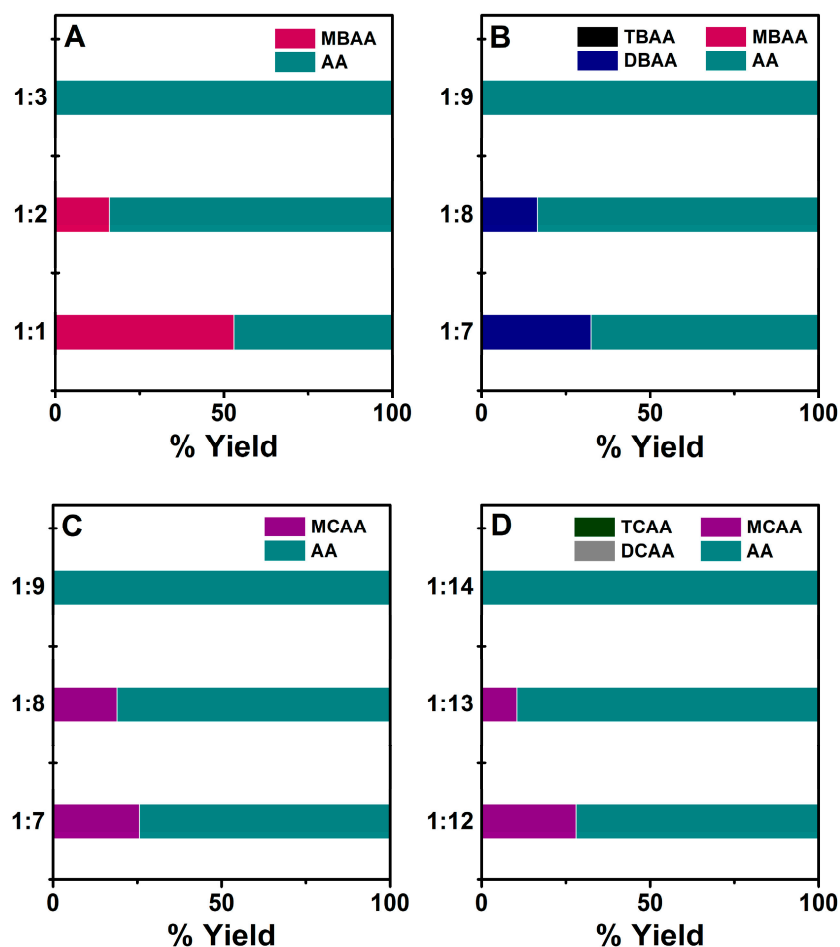 A
MBAA
AA
1:3
1:2
1:1
0
50
100
% Yield
B
TBAA MBAA
DBAA AA
1:9
1:8
1:7
0
50
100
% Yield
C
MCAA
AA
1:9
1:8
1:7
0
50
100
% Yield
D
TCAA MCAA
DCAA AA
1:14
1:13
1:12
0
50
100
% Yield